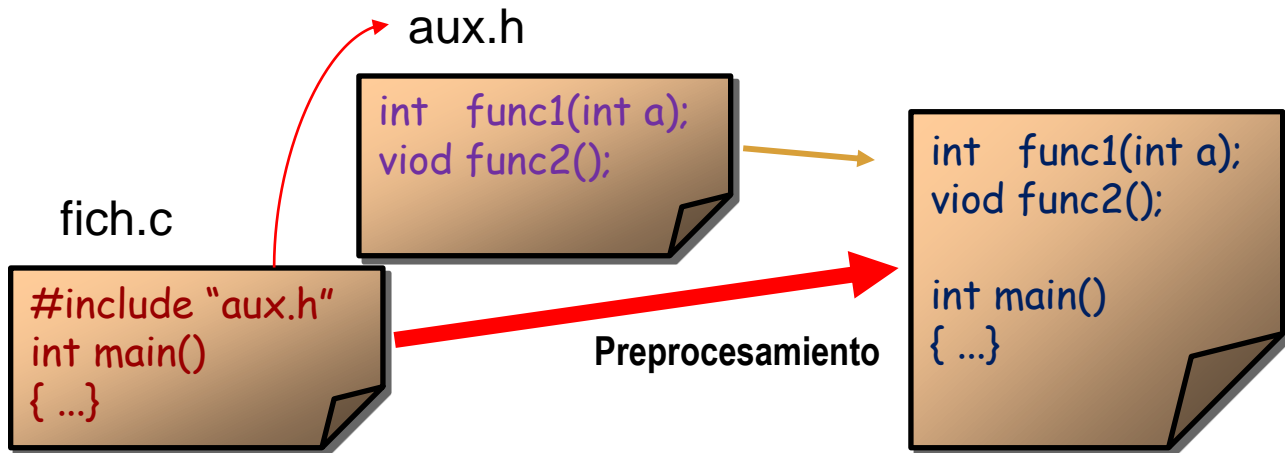 aux.h
int func1(int a);
viod func2();
fich.c
#include “aux.h”
int main()
{ ...}
Preprocesamiento
int func1(int a);
viod func2();
int main()
{ ...}